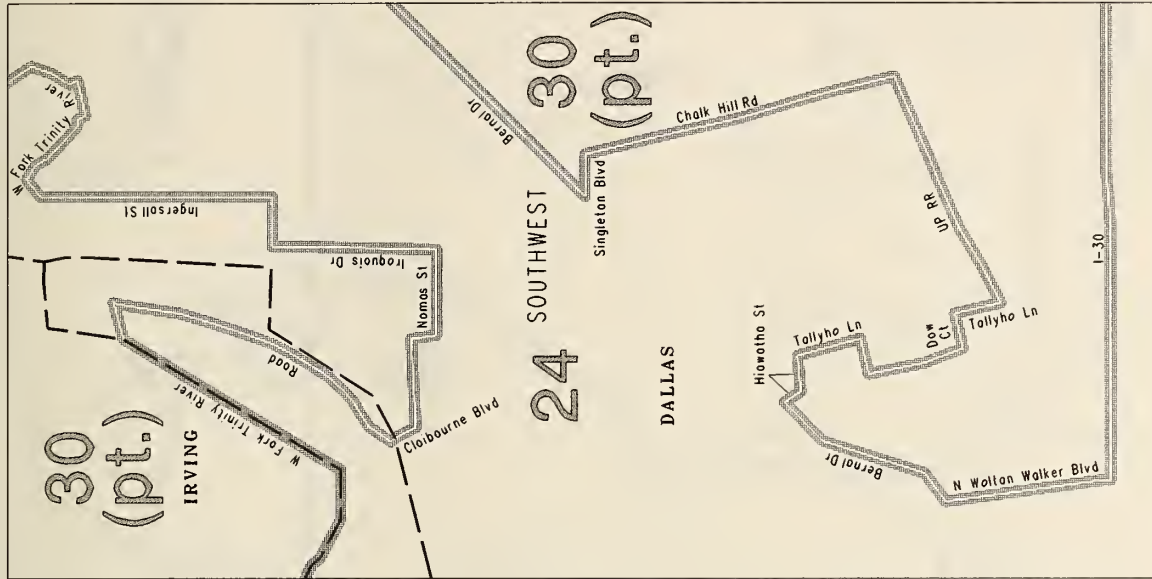 W Fork Trinity River
30
(pt.)
Bernal Dr
30
(pt.)
Ingersoll St
Iroquois Dr
Nomas St
Road
W Fork Trinity River
IRVING
Claibourne Blvd
24 SOUTHWEST
Singleton Blvd
Chalk Hill Rd
DALLAS
UP RR
Hiawatha St
Tallyho Ln
Dow
Ct
Tallyho Ln
Bernal Dr
N Walton Walker Blvd
I-30